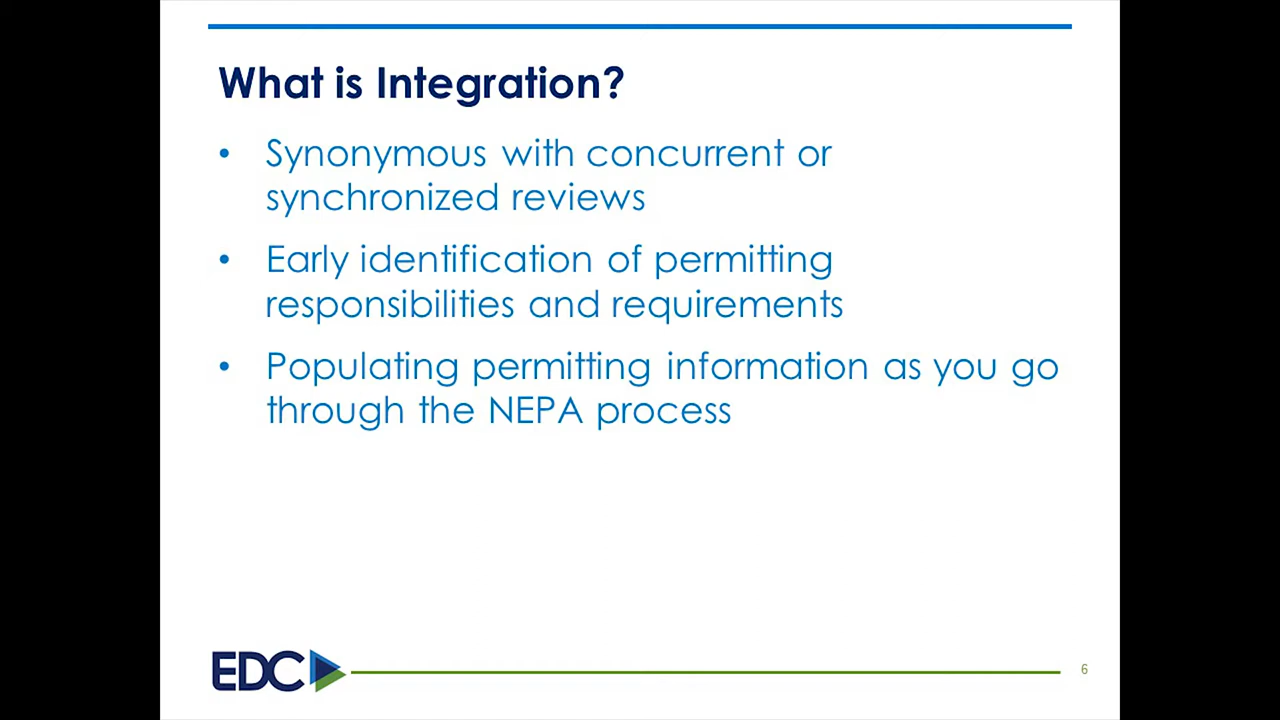 What is Integration?
• Synonymous with concurrent or
synchronized reviews
• Early identification of permitting
responsibilities and requirements
• Populating permitting information as you go
through the NEPA process
EDC
6